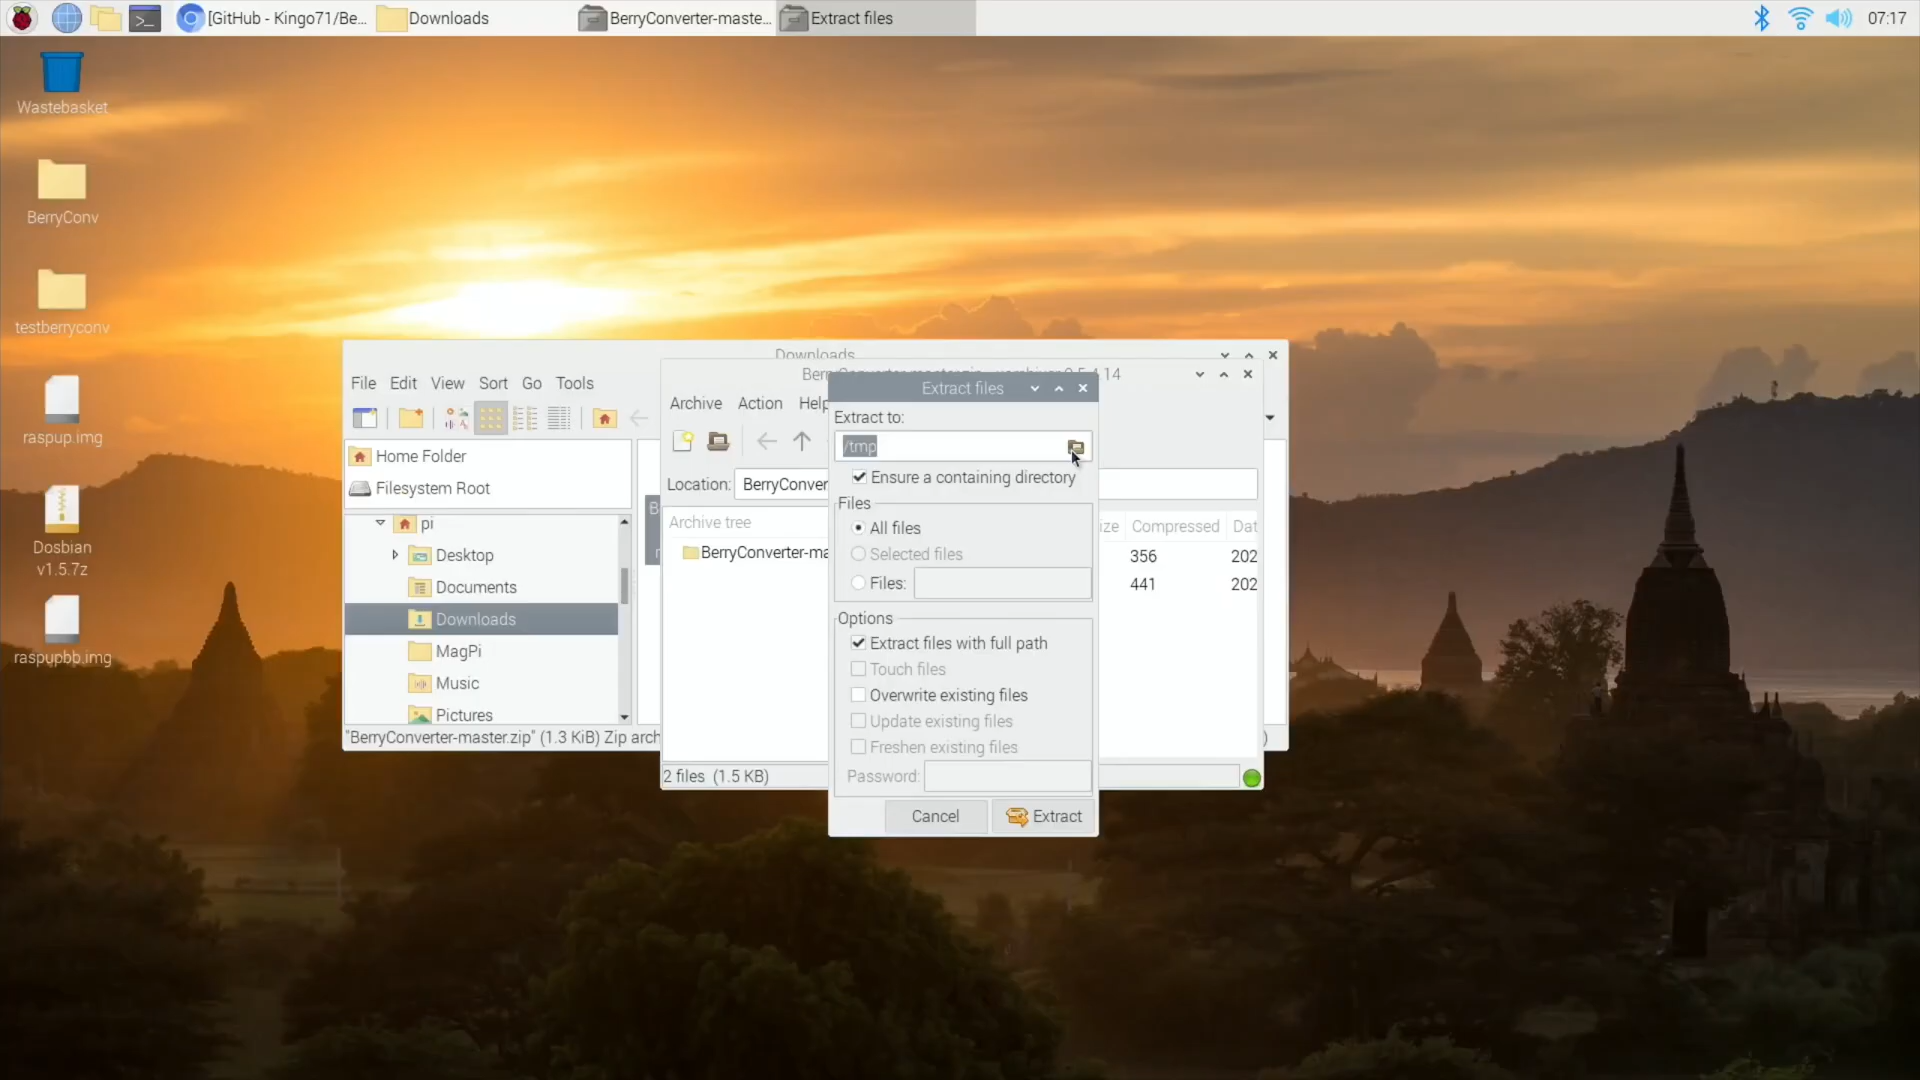 [GitHub - Kingo71/Be...
Downloads
BerryConverter-maste...
Extract files
07:17
Wastebasket
BerryConv
testberryconv
raspup.img
Dosbian
v1.5.7z
raspupbb.img
Downloads
File Edit View Sort Go Tools
Home Folder
Filesystem Root
pi
Desktop
Documents
Downloads
MagPi
Music
Pictures
"BerryConverter-master.zip" (1.3 KiB) Zip arch
Archive Action Help
Location: BerryConver
Archive tree
BerryConverter-ma
ize Compressed Dat
356 202
441 202
2 files (1.5 KB)
Extract files
Extract to:
/tmp
Ensure a containing directory
Files
All files
Selected files
Files:
Options
Extract files with full path
Touch files
Overwrite existing files
Update existing files
Freshen existing files
Password:
Cancel Extract